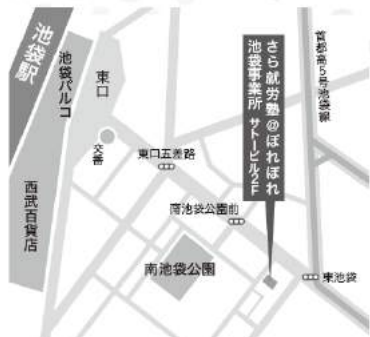 池袋駅
池袋パルコ
東口
交番
西武百貨店
東口五差路
南池袋公園前
南池袋公園
さら就労塾@ぽれぽれ
池袋事業所 サトービル2F
首都高5号池袋線
東池袋